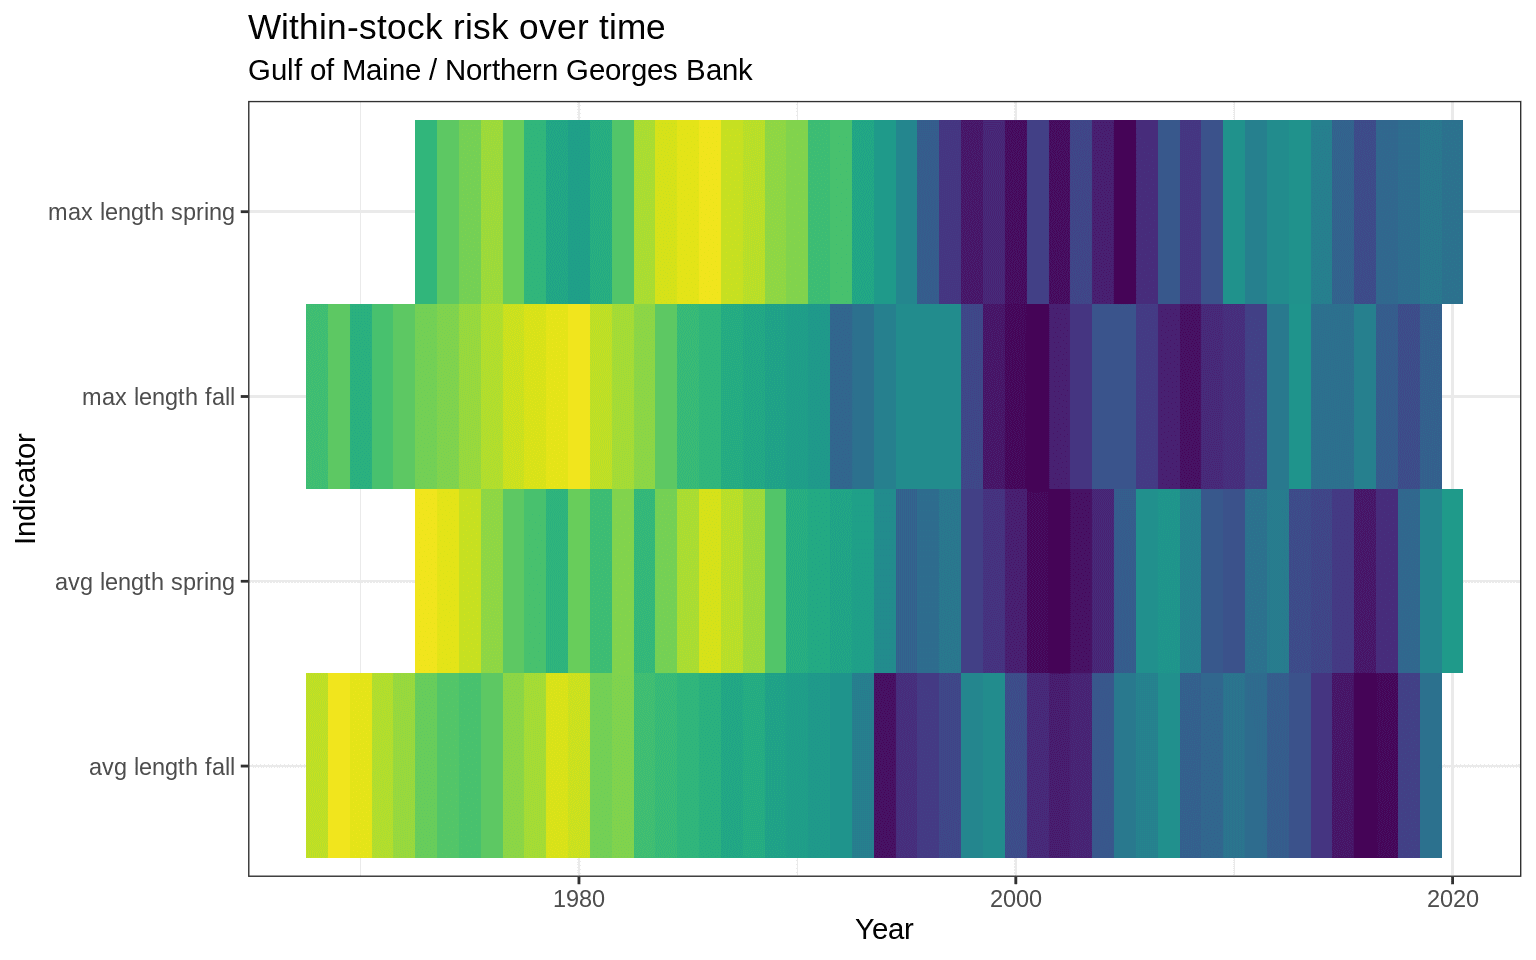 Within-stock risk over time
Gulf of Maine / Northern Georges Bank
max length spring
max length fall
avg length spring
avg length fall
Indicator
1980
2000
2020
Year